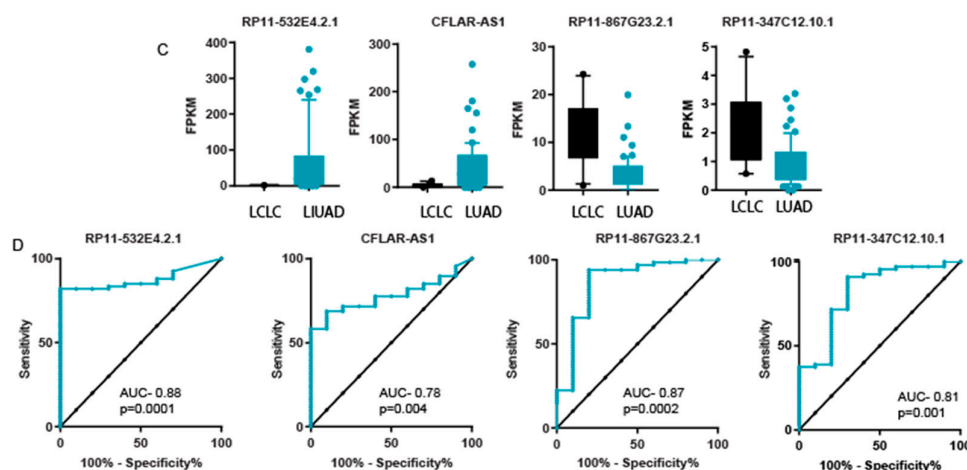 C
RP11-532E4.2.1
CFLAR-AS1
RP11-867G23.2.1
RP11-347C12.10.1
FPKM
400
300
200
100
0
LCLC LIUAD
FPKM
300
200
100
0
LCLC LUAD
FPKM
30
20
10
0
LCLC LUAD
FPKM
5
4
3
2
1
0
LCLC LUAD
D
RP11-532E4.2.1
CFLAR-AS1
RP11-867G23.2.1
RP11-347C12.10.1
Sensitivity
100
50
0
AUC- 0.88
p=0.0001
0 50 100
100% - Specificity%
Sensitivity
100
50
0
AUC- 0.78
p=0.004
0 50 100
100% - Specificity%
Sensitivity
100
50
0
AUC- 0.87
p=0.0002
0 50 100
100% - Specificity%
Sensitivity
100
50
0
AUC- 0.81
p=0.001
0 50 100
100% - Specificity%